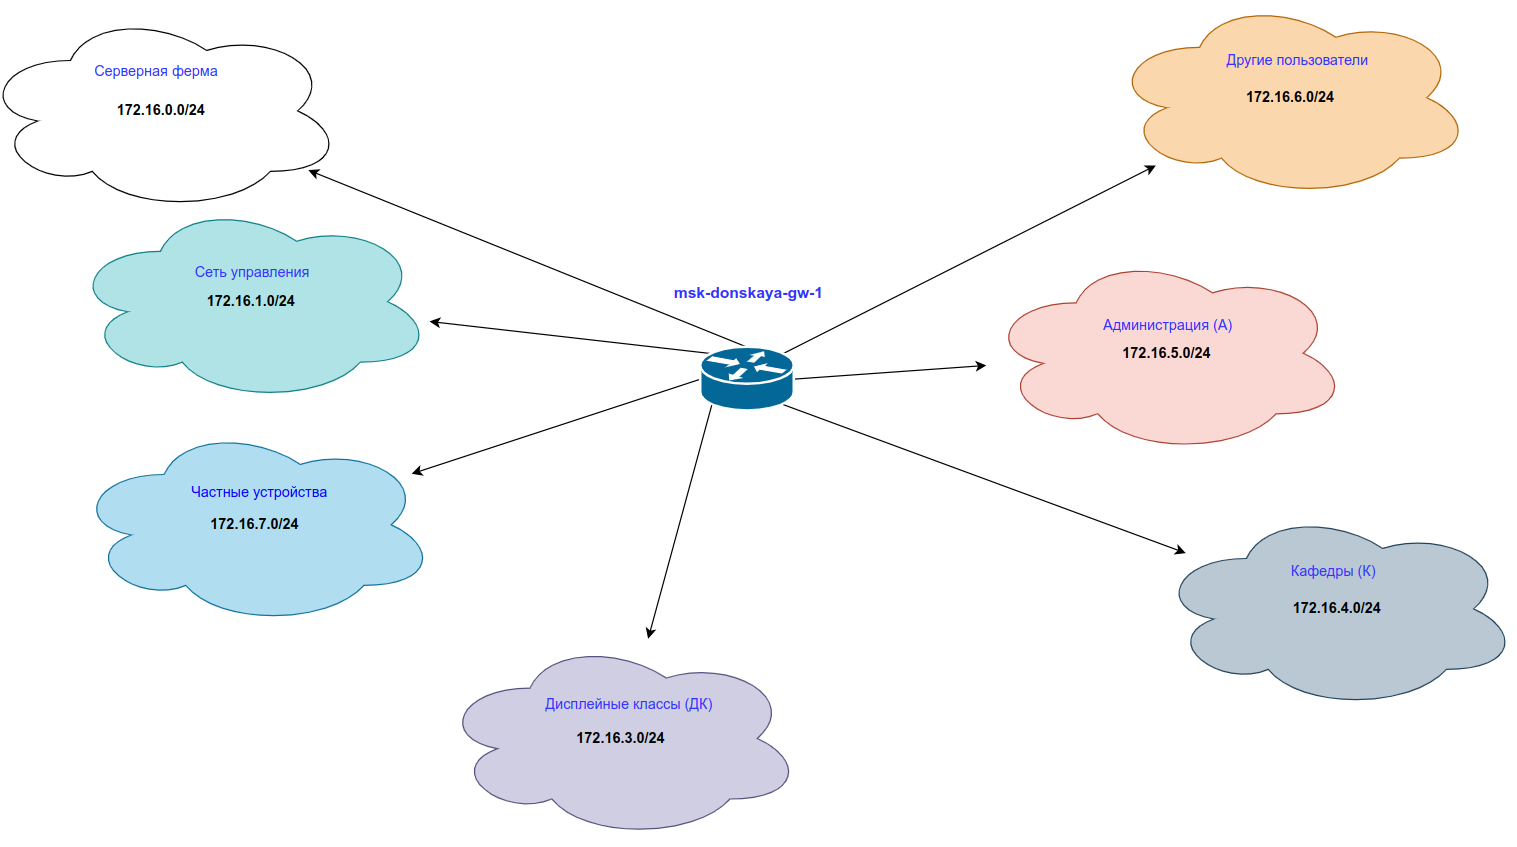 Серверная ферма
172.16.0.0/24
Другие пользователи
172.16.6.0/24
Сеть управления
172.16.1.0/24
msk-donskaya-gw-1
Администрация (А)
172.16.5.0/24
Частные устройства
172.16.7.0/24
Кафедры (К)
172.16.4.0/24
Дисплейные классы (ДК)
172.16.3.0/24